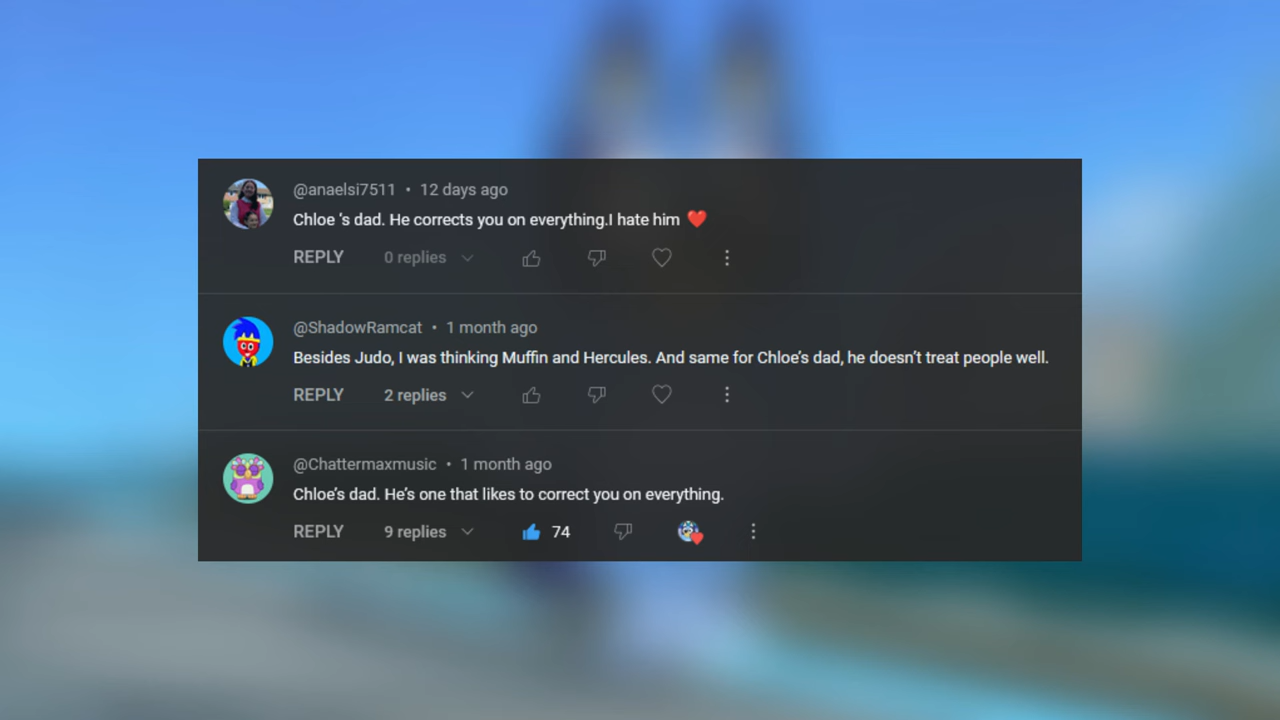 @anaelsi7511 • 12 days ago
Chloe 's dad. He corrects you on everything.I hate him ❤️
REPLY 0 replies
@ShadowRamcat • 1 month ago
Besides Judo, I was thinking Muffin and Hercules. And same for Chloe's dad, he doesn't treat people well.
REPLY 2 replies
@Chattermaxmusic • 1 month ago
Chloe's dad. He's one that likes to correct you on everything.
REPLY 9 replies 74